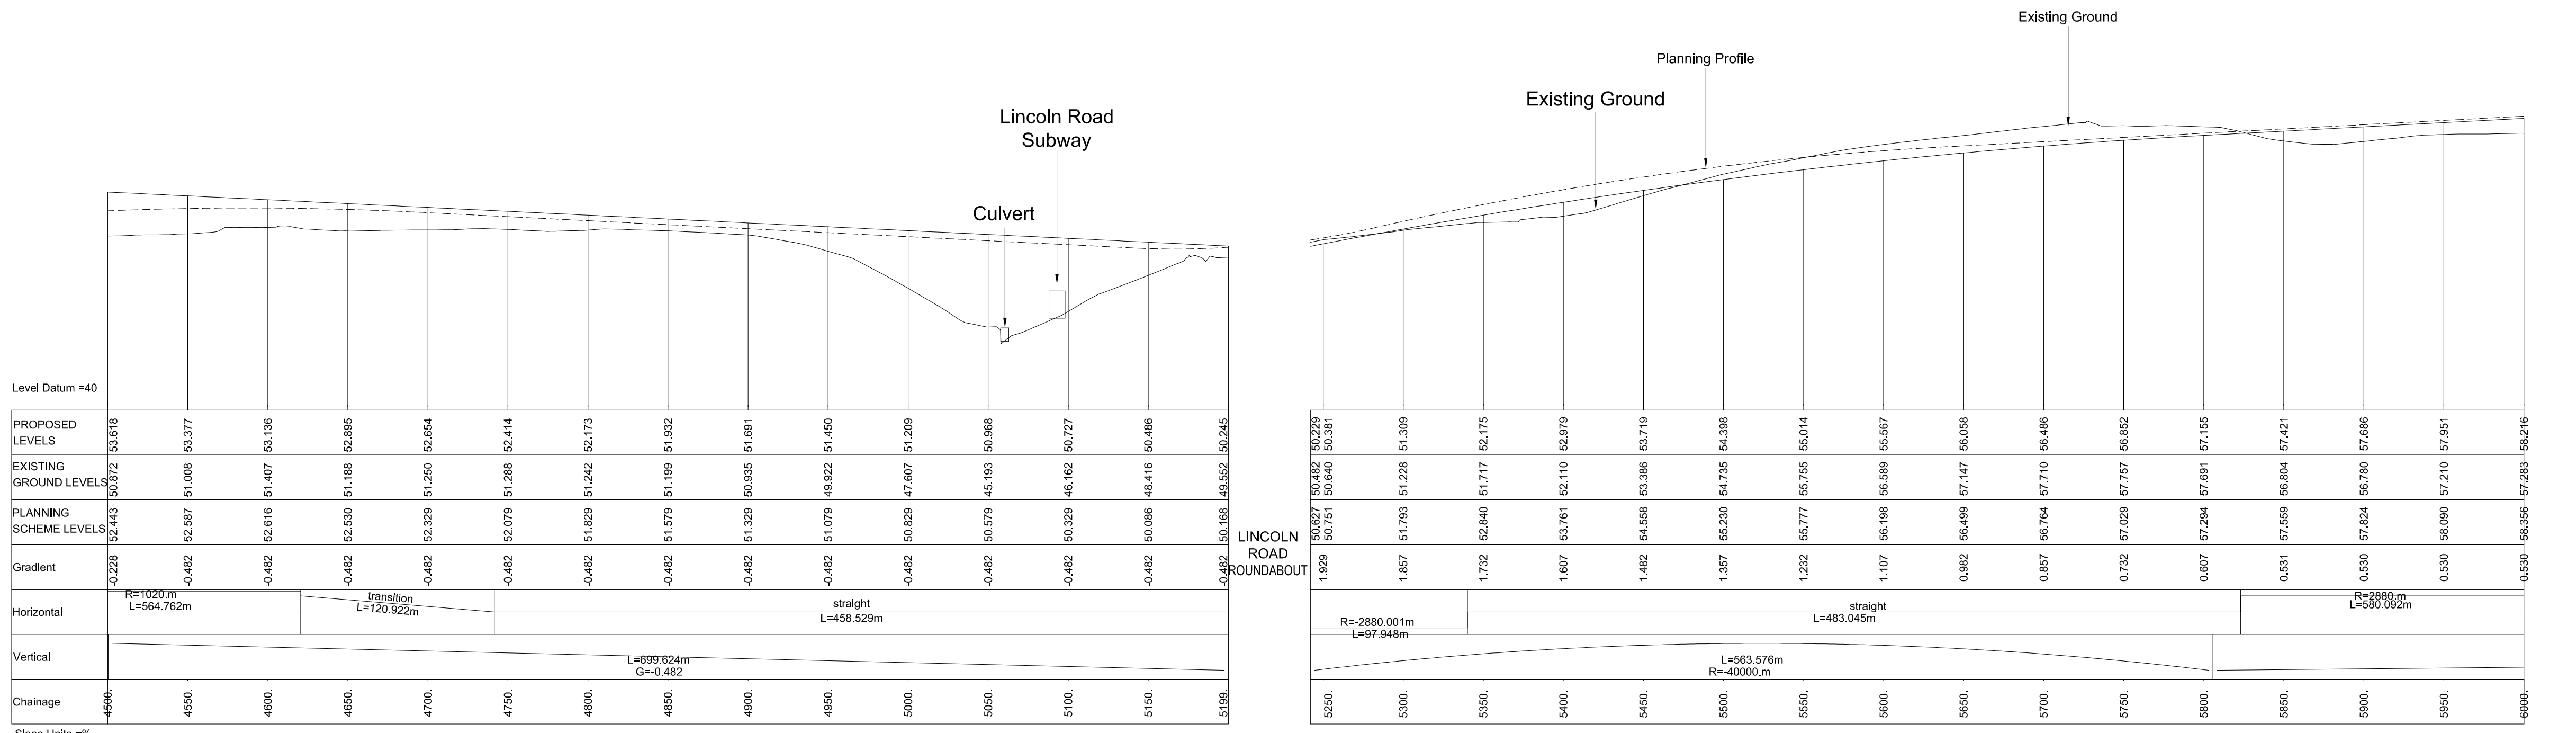 Existing Ground
Planning Profile
Existing Ground
Lincoln Road
Subway
Culvert
Level Datum =40
PROPOSED
LEVELS
53.618 53.377 53.136 52.895 52.654 52.414 52.173 51.932 51.691 51.450 51.209 50.968 50.727 50.486 50.245
50.229 50.381 51.309 52.175 52.979 53.719 54.398 55.014 55.567 56.058 56.486 56.852 57.155 57.421 57.686 57.951 58.216
EXISTING
GROUND LEVELS
50.872 51.008 51.407 51.188 51.250 51.288 51.242 51.199 50.935 49.922 47.607 45.193 46.162 48.416 49.552
50.482 50.640 51.228 51.717 52.110 53.386 54.735 55.755 56.589 57.147 57.710 57.757 57.691 56.804 56.780 57.210 57.283
PLANNING
SCHEME LEVELS
52.443 52.587 52.616 52.530 52.329 52.079 51.829 51.579 51.329 51.079 50.829 50.579 50.329 50.086 50.168
50.627 50.751 51.793 52.840 53.761 54.558 55.230 55.777 56.198 56.499 56.764 57.029 57.294 57.559 57.824 58.090 58.356
LINCOLN
ROAD
ROUNDABOUT
Gradient
-0.228 -0.482 -0.482 -0.482 -0.482 -0.482 -0.482 -0.482 -0.482 -0.482 -0.482 -0.482 -0.482 -0.482 -0.482
1.929 1.857 1.732 1.607 1.482 1.357 1.232 1.107 0.982 0.857 0.732 0.607 0.531 0.530 0.530 0.530
Horizontal
R=1020.m
L=564.762m
transition
L=120.922m
straight
L=458.529m
R=-2880.001m
L=97.948m
straight
L=483.045m
R=2880.m
L=580.092m
Vertical
L=699.624m
G=-0.482
L=563.576m
R=-40000.m
Chainage
4500. 4550. 4600. 4650. 4700. 4750. 4800. 4850. 4900. 4950. 5000. 5050. 5100. 5150. 5199.
5250. 5300. 5350. 5400. 5450. 5500. 5550. 5600. 5650. 5700. 5750. 5800. 5850. 5900. 5950. 6000.
Slope Units =%